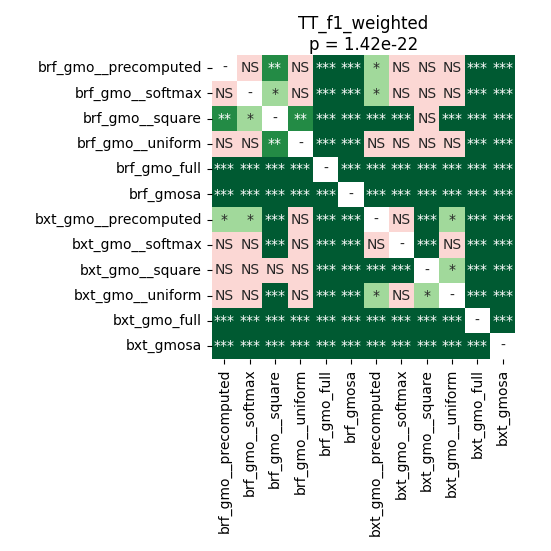 TT_f1_weighted
p = 1.42e-22
brf_gmo__precomputed - NS ** NS *** *** * NS NS NS *** ***
brf_gmo__softmax NS - * NS *** *** * NS NS NS *** ***
brf_gmo__square ** * - ** *** *** *** *** NS *** *** ***
brf_gmo__uniform NS NS ** - *** *** NS NS NS NS *** ***
brf_gmo_full *** *** *** *** - *** *** *** *** *** *** ***
brf_gmosa *** *** *** *** *** - *** *** *** *** *** ***
bxt_gmo__precomputed * * *** NS *** *** - NS *** * *** ***
bxt_gmo__softmax NS NS *** NS *** *** NS - *** NS *** ***
bxt_gmo__square NS NS NS NS *** *** *** *** - * *** ***
bxt_gmo__uniform NS NS *** NS *** *** * NS * - *** ***
bxt_gmo_full *** *** *** *** *** *** *** *** *** *** - ***
bxt_gmosa *** *** *** *** *** *** *** *** *** *** *** -
brf_gmo__precomputed
brf_gmo__softmax
brf_gmo__square
brf_gmo__uniform
brf_gmo_full
brf_gmosa
bxt_gmo__precomputed
bxt_gmo__softmax
bxt_gmo__square
bxt_gmo__uniform
bxt_gmo_full
bxt_gmosa